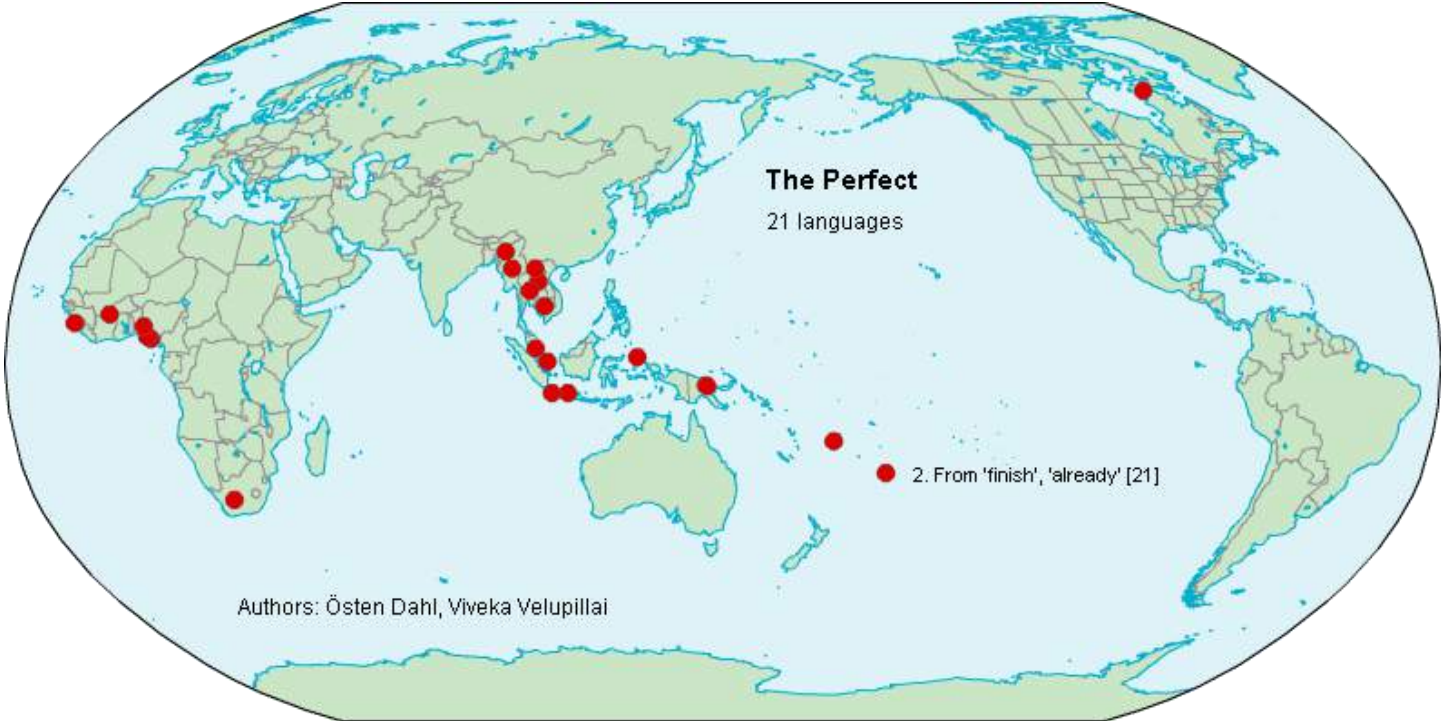 The Perfect
21 languages
2. From 'finish', 'already' [21]
Authors: Östen Dahl, Viveka Velupillai